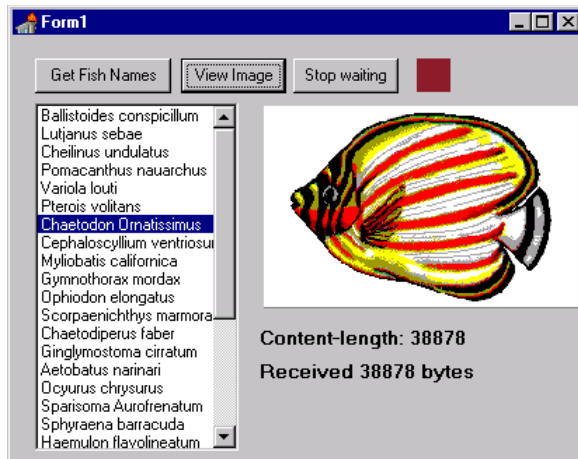 Form1
Get Fish Names View Image Stop waiting
Ballistoides conspicillum
Lutjanus sebae
Cheilinus undulatus
Pomacanthus nauarchus
Variola louti
Pterois volitans
Chaetodon Ornatissimus
Cephaloscyllium ventriosu
Myliobatis californica
Gymnothorax mordax
Ophiodon elongatus
Scorpaenichthys marmora
Chaetodiperus faber
Ginglymostoma cirratum
Aetobatus narinari
Ocyurus chrysurus
Sparisoma Aurofrenatum
Sphyraena barracuda
Haemulon flavolineatum
Content-length: 38878
Received 38878 bytes